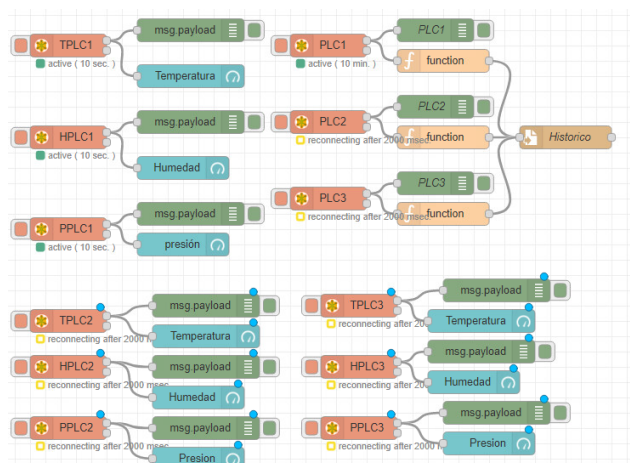 TPLC1
active ( 10 sec. )
msg.payload
Temperatura
PLC1
active ( 10 min. )
PLC1
function
HPLC1
active ( 10 sec. )
msg.payload
Humedad
PLC2
reconnecting after 2000 msec.
PLC2
function
Historico
PPLC1
active ( 10 sec. )
msg.payload
presión
PLC3
reconnecting after 2000 msec.
PLC3
function
TPLC2
reconnecting after 2000
msg.payload
Temperatura
TPLC3
reconnecting after
msg.payload
Temperatura
HPLC2
reconnecting after 2000 msec.
msg.payload
Humedad
HPLC3
reconnecting after
msg.payload
Humedad
PPLC2
reconnecting after 2000 msec.
msg.payload
Presion
PPLC3
reconnecting after 2000
msg.payload
Presion